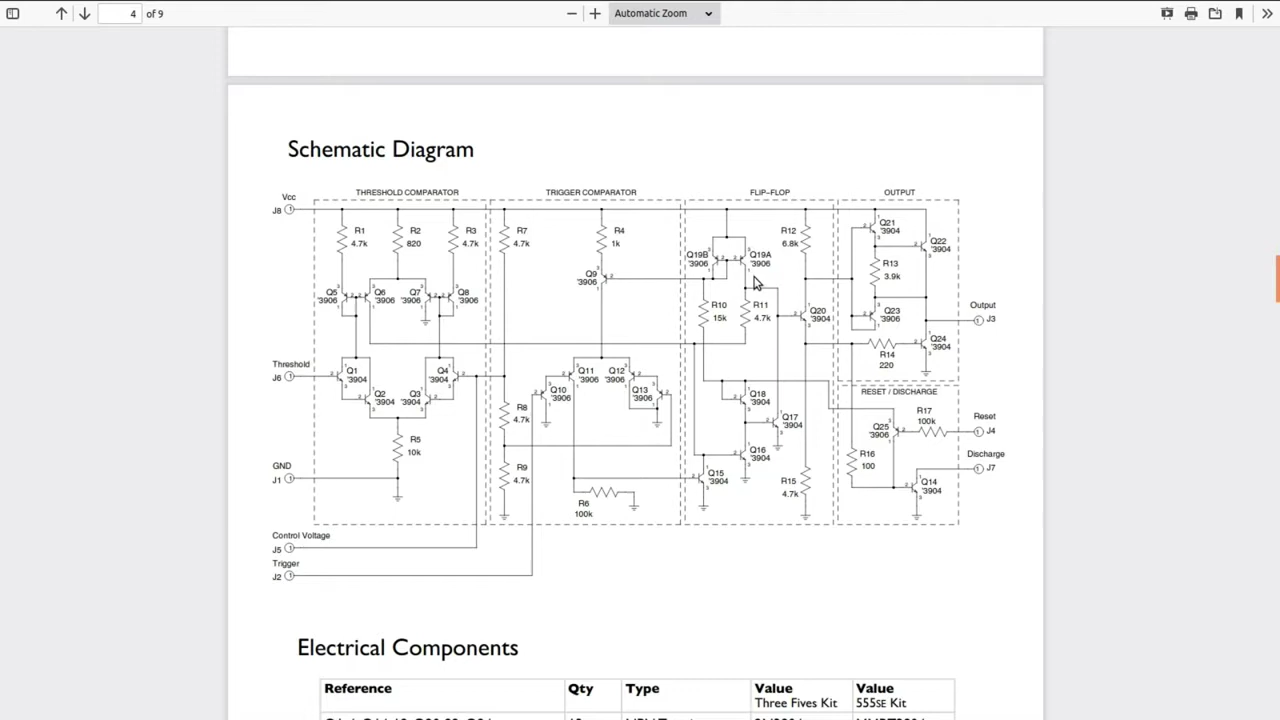 4 of 9
Automatic Zoom
Schematic Diagram
THRESHOLD COMPARATOR
TRIGGER COMPARATOR
FLIP-FLOP
OUTPUT
Vcc
J8 1
R1
4.7k
R2
820
R3
4.7k
R7
4.7k
R4
1k
Q19B
'3906
Q19A
'3906
R12
6.8k
Q21
'3904
Q22
'3904
R13
3.9k
Q5
'3906
Q6
'3906
Q7
'3906
Q8
'3906
Q9
'3906
R10
15k
R11
4.7k
Q20
'3904
Q23
'3906
Output
J3
R14
220
Q24
'3904
Threshold
J6
Q1
'3904
Q2
'3904
Q4
'3904
Q3
'3904
Q11
'3906
Q12
'3906
Q10
'3906
Q13
'3906
RESET / DISCHARGE
R8
4.7k
Q18
'3904
Q17
'3904
R17
100k
Reset
J4
Q25
'3906
R5
10k
R9
4.7k
Q16
'3904
Q15
'3904
R16
100
Discharge
J7
Q14
'3904
GND
J1
R6
100k
R15
4.7k
Control Voltage
J5
Trigger
J2
Electrical Components
Reference Qty Type Value Value
Three Fives Kit 555SE Kit